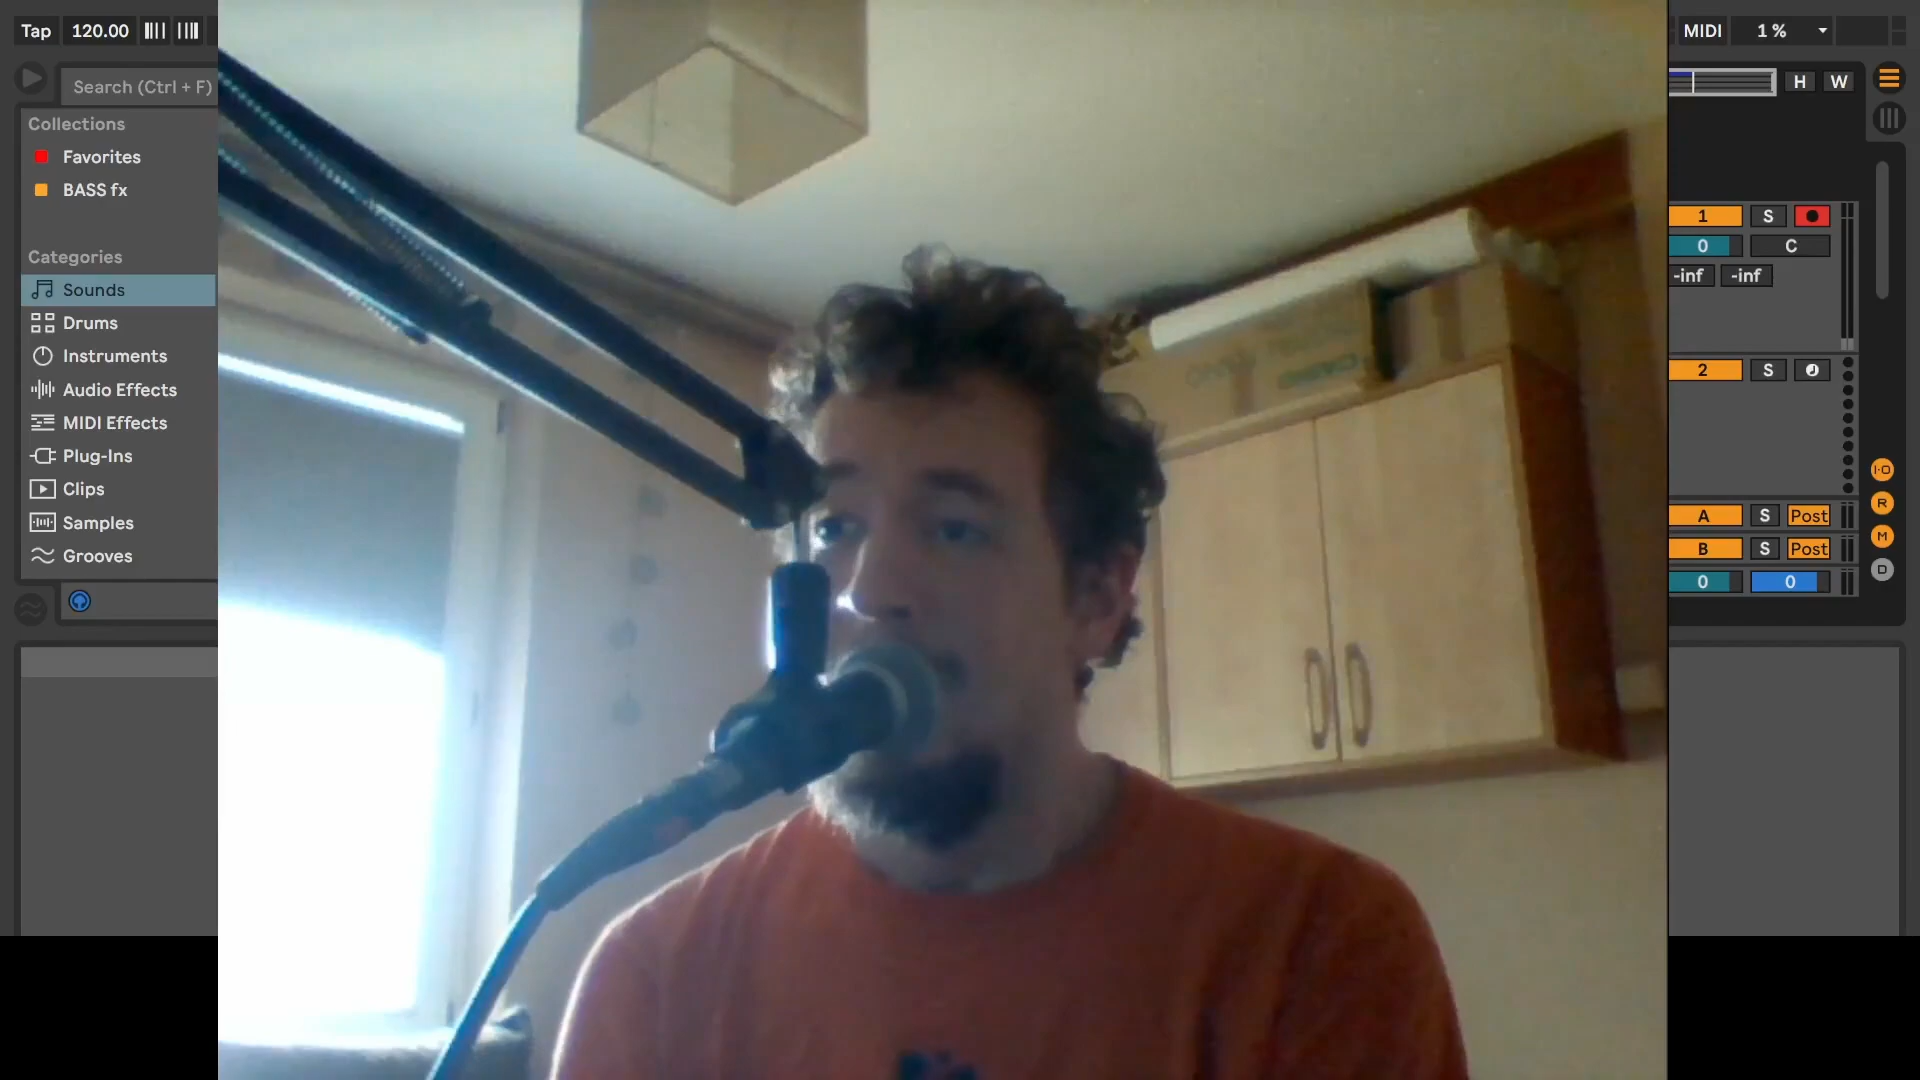 Tap 120.00
MIDI 1 %
Search (Ctrl + F)
H W
Collections
Favorites
BASS fx
Categories
Sounds
Drums
Instruments
Audio Effects
MIDI Effects
Plug-Ins
Clips
Samples
Grooves
1 S
0 C
-inf -inf
2 S
A S Post
B S Post
0 0
I·O
R
M
D